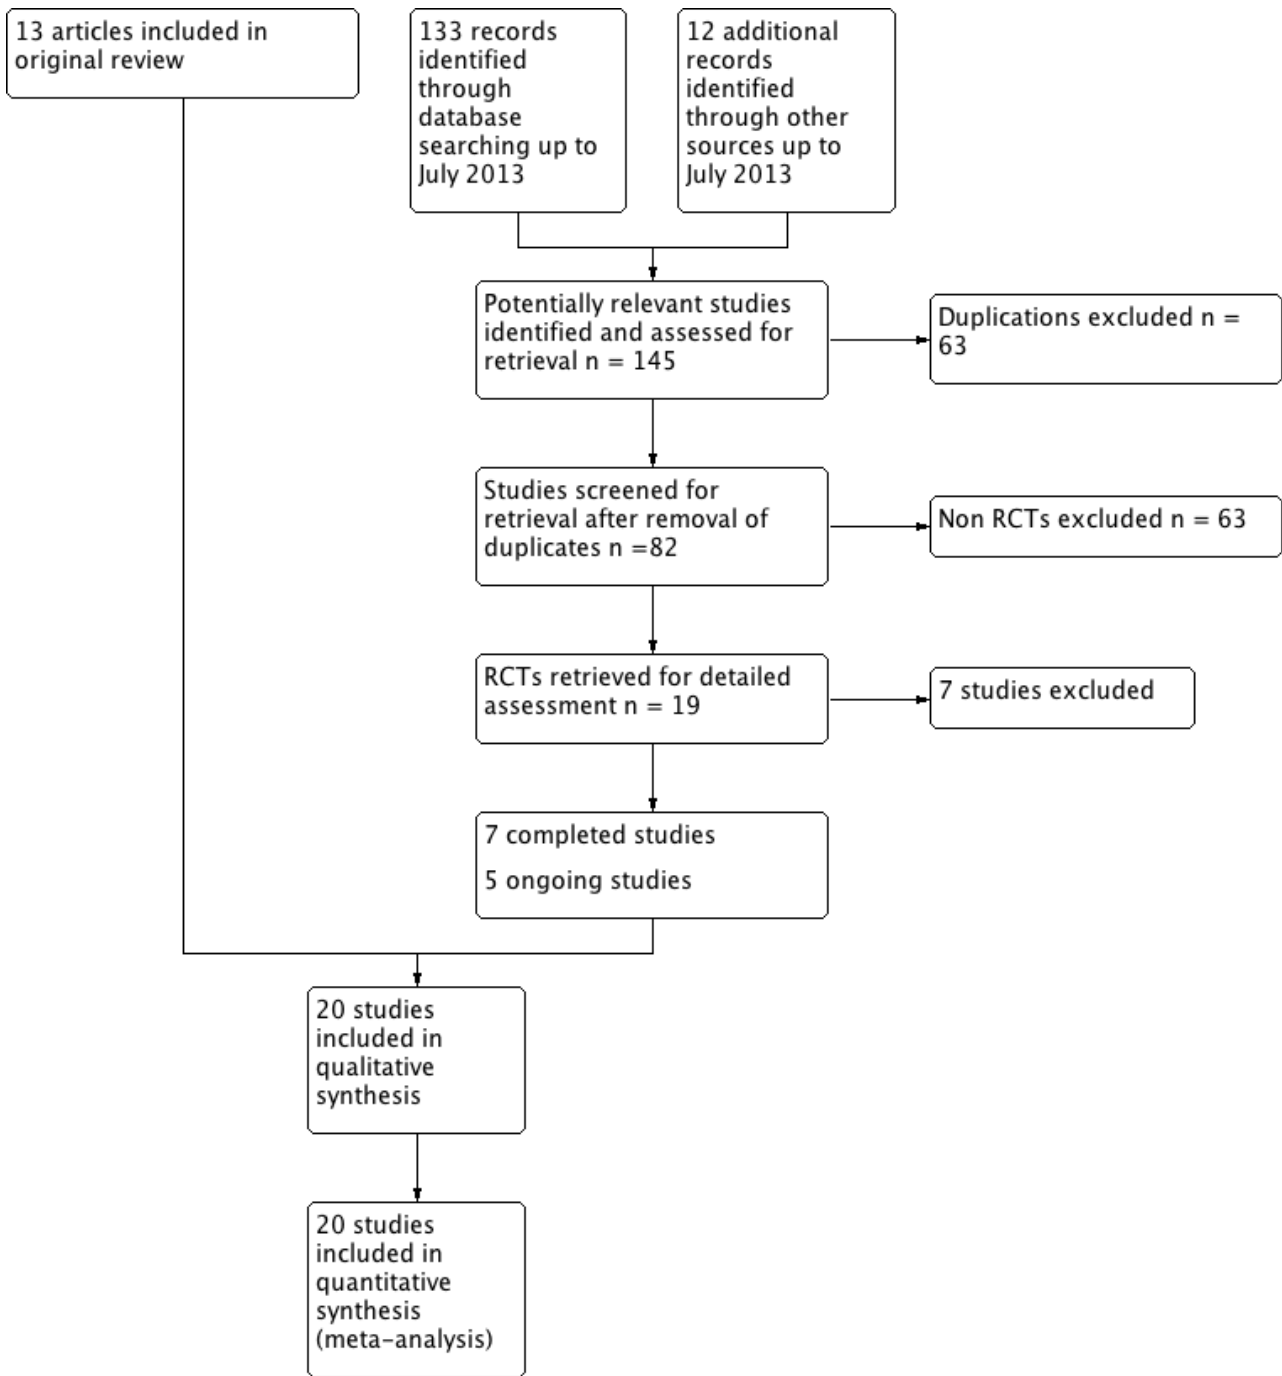 13 articles included in
original review
133 records
identified
through
database
searching up to
July 2013
12 additional
records
identified
through other
sources up to
July 2013
Potentially relevant studies
identified and assessed for
retrieval n = 145
Duplications excluded n =
63
Studies screened for
retrieval after removal of
duplicates n =82
Non RCTs excluded n = 63
RCTs retrieved for detailed
assessment n = 19
7 studies excluded
7 completed studies
5 ongoing studies
20 studies
included in
qualitative
synthesis
20 studies
included in
quantitative
synthesis
(meta-analysis)